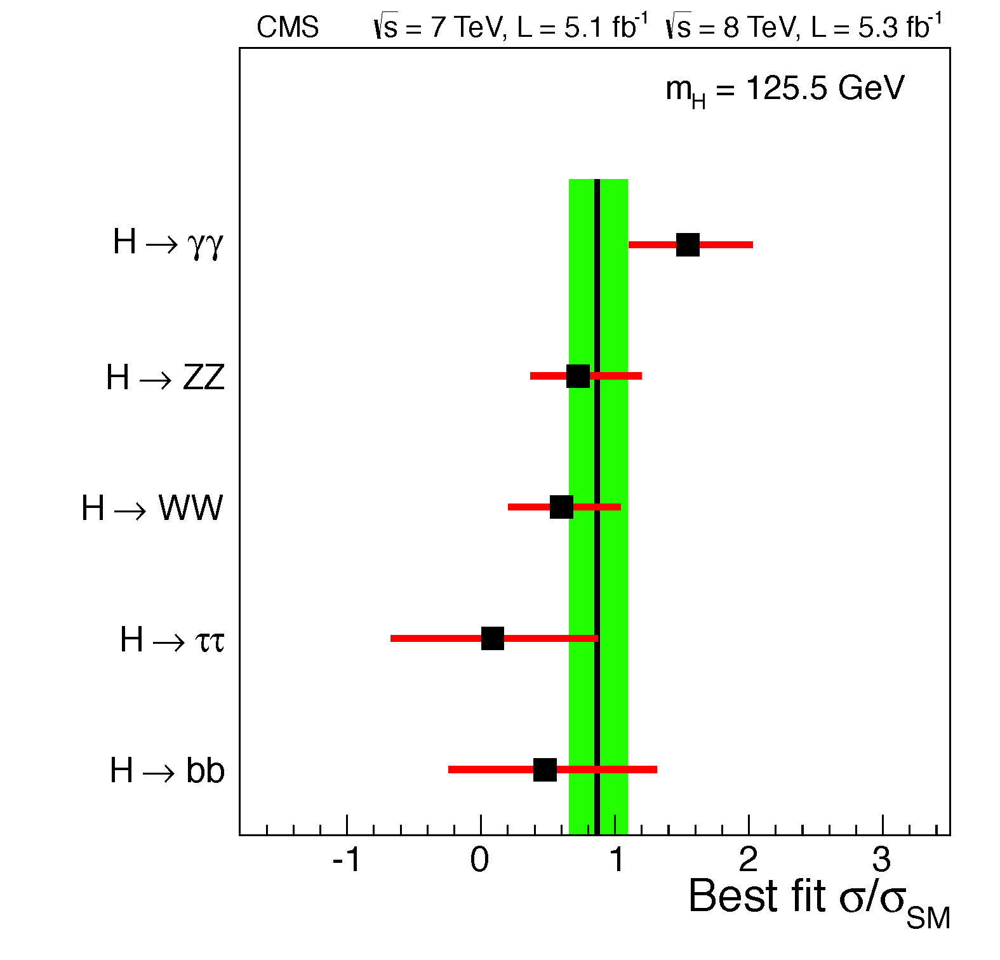 CMS √s = 7 TeV, L = 5.1 fb⁻¹ √s = 8 TeV, L = 5.3 fb⁻¹
m_H = 125.5 GeV
H → γγ
H → ZZ
H → WW
H → ττ
H → bb
-1 0 1 2 3
Best fit σ/σ_SM